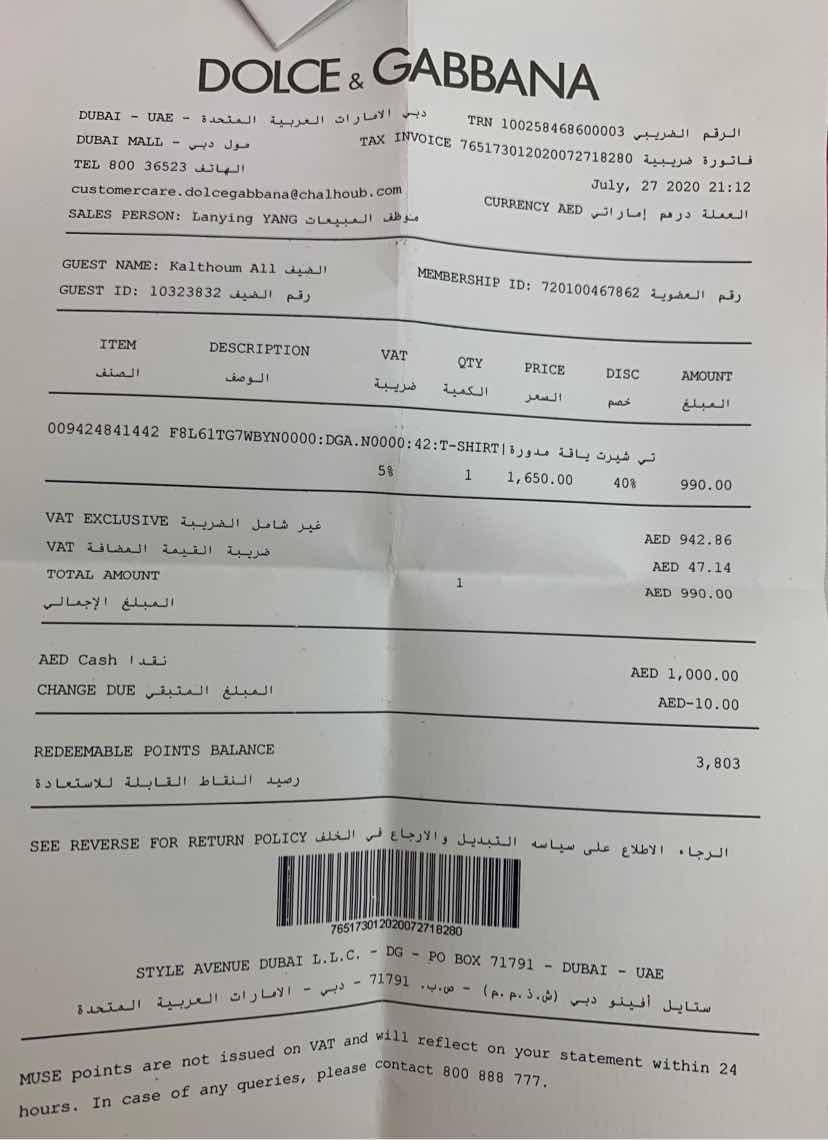 DOLCE & GABBANA
DUBAI - UAE - دبي الامارات العربية المتحدة
TRN 100258468600003 الرقم الضريبي
DUBAI MALL - مول دبي
TAX INVOICE 765173012020072718280 فاتورة ضريبية
TEL 800 36523 الهاتف
July, 27 2020 21:12
customercare.dolcegabbana@chalhoub.com
CURRENCY AED العملة درهم إماراتي
SALES PERSON: Lanying YANG موظف المبيعات
GUEST NAME: Kalthoum All الضيف
MEMBERSHIP ID: 720100467862 رقم العضوية
GUEST ID: 10323832 رقم الضيف
ITEM DESCRIPTION VAT QTY PRICE DISC AMOUNT
الصنف الوصف ضريبة الكمية السعر خصم المبلغ
009424841442 F8L61TG7WBYN0000:DGA.N0000:42:T-SHIRT|تي شيرت ياقة مدورة
5% 1 1,650.00 40% 990.00
VAT EXCLUSIVE غير شامل الضريبة AED 942.86
VAT ضريبة القيمة المضافة AED 47.14
TOTAL AMOUNT 1 AED 990.00
المبلغ الإجمالي
AED Cash نقدا AED 1,000.00
CHANGE DUE المبلغ المتبقي AED-10.00
REDEEMABLE POINTS BALANCE 3,803
رصيد النقاط القابلة للاستعادة
SEE REVERSE FOR RETURN POLICY الرجاء الاطلاع على سياسه التبديل والارجاع في الخلف
765173012020072718280
STYLE AVENUE DUBAI L.L.C. - DG - PO BOX 71791 - DUBAI - UAE
ستايل أفينو دبي (ش.ذ.م.م) - ص.ب. 71791 - دبي - الامارات العربية المتحدة
MUSE points are not issued on VAT and will reflect on your statement within 24
hours. In case of any queries, please contact 800 888 777.